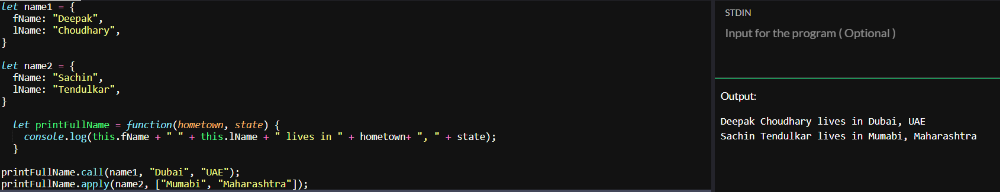 let name1 = {
  fName: "Deepak",
  lName: "Choudhary",
}
let name2 = {
  fName: "Sachin",
  lName: "Tendulkar",
}
  let printFullName = function(hometown, state) {
    console.log(this.fName + " " + this.lName + " lives in " + hometown+ ", " + state);
  }
printFullName.call(name1, "Dubai", "UAE");
printFullName.apply(name2, ["Mumabi", "Maharashtra"]);
STDIN
Input for the program ( Optional )
Output:
Deepak Choudhary lives in Dubai, UAE
Sachin Tendulkar lives in Mumabi, Maharashtra